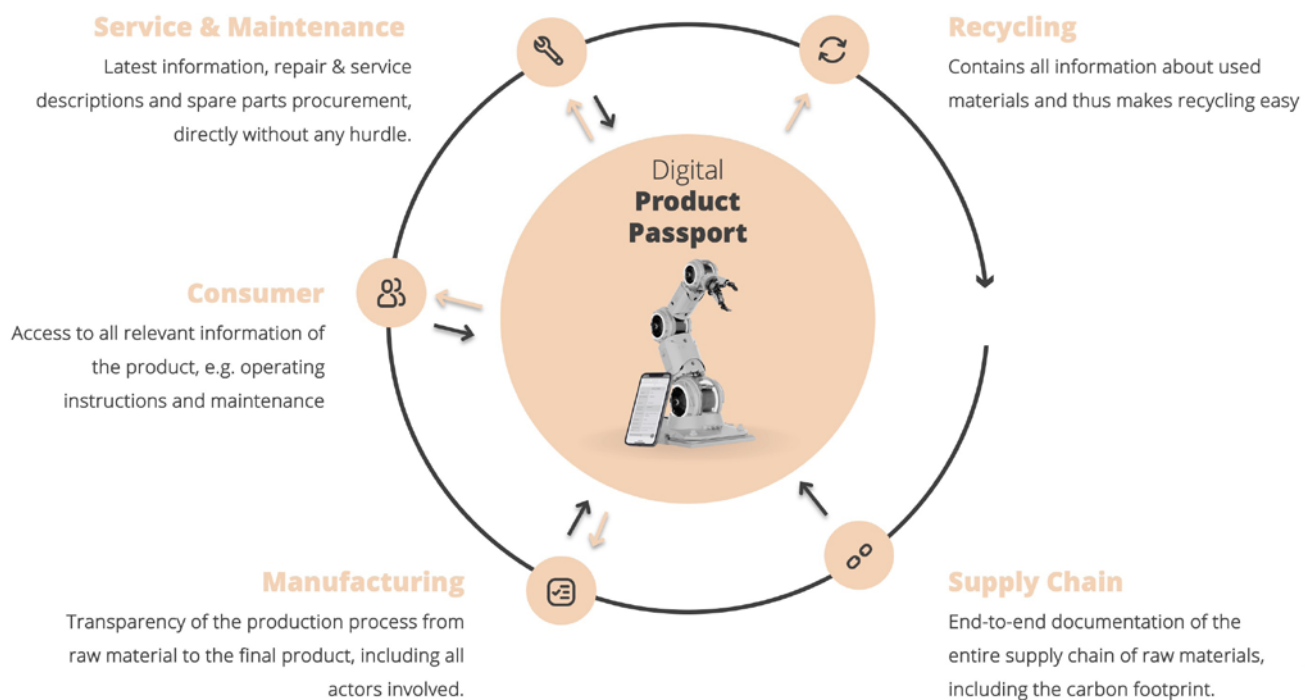 Service & Maintenance
Latest information, repair & service
descriptions and spare parts procurement,
directly without any hurdle.
Recycling
Contains all information about used
materials and thus makes recycling easy
Digital
Product
Passport
Consumer
Access to all relevant information of
the product, e.g. operating
instructions and maintenance
Manufacturing
Transparency of the production process from
raw material to the final product, including all
actors involved.
Supply Chain
End-to-end documentation of the
entire supply chain of raw materials,
including the carbon footprint.